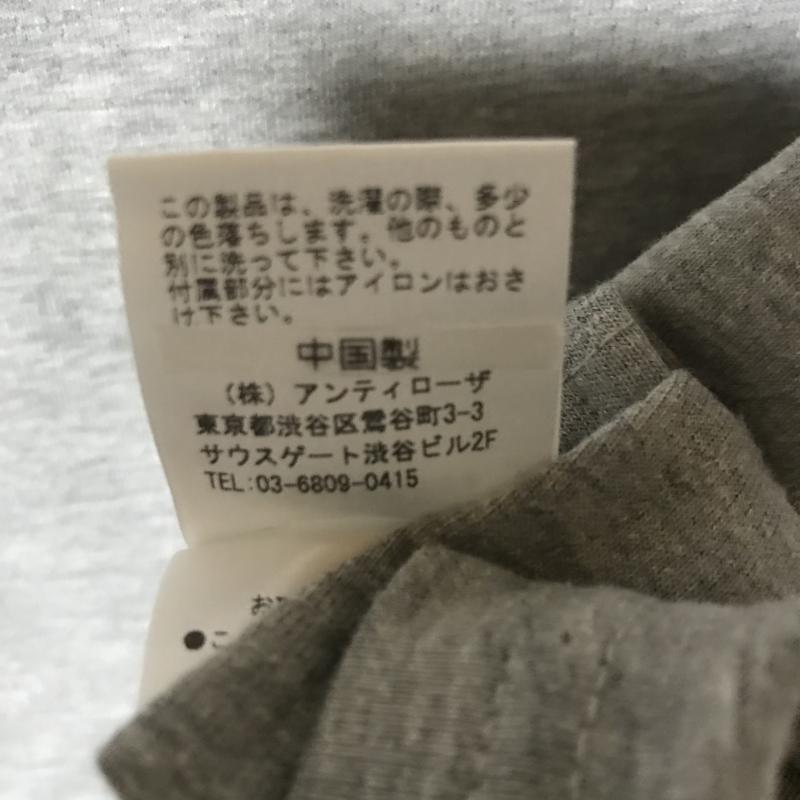 この製品は、洗濯の際、多少
の色落ちします。他のものと
別に洗って下さい。
付属部分にはアイロンはおさ
け下さい。
中国製
（株）アンティローザ
東京都渋谷区鶯谷町3-3
サウスゲート渋谷ビル2F
TEL:03-6809-0415
お
●こ